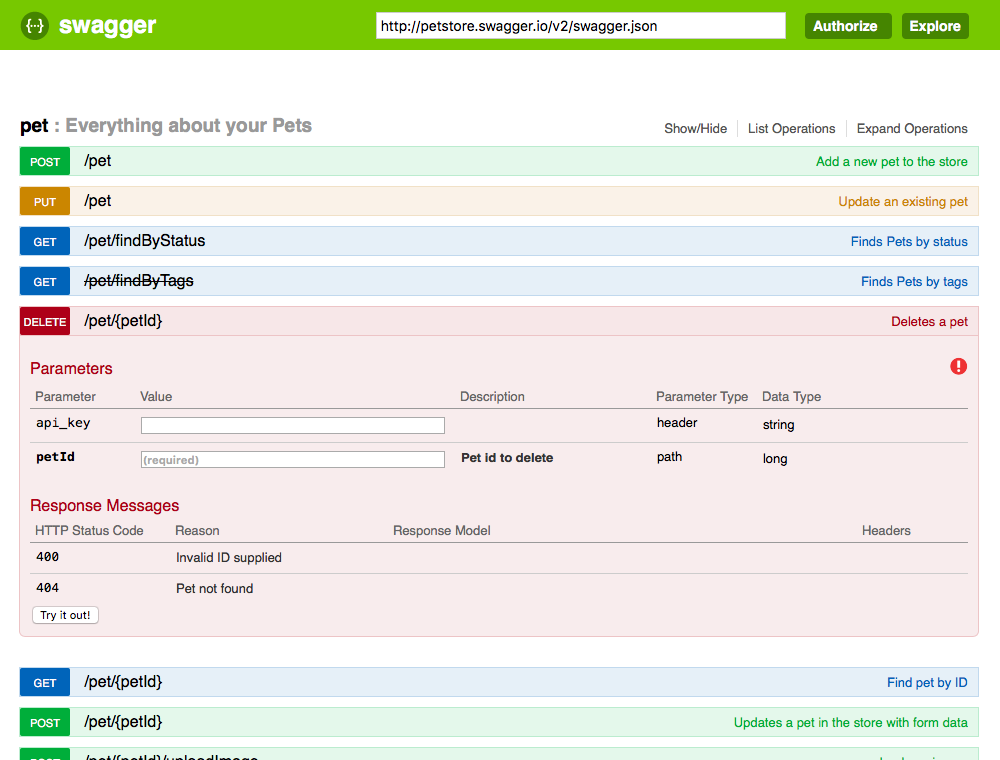 {···} swagger http://petstore.swagger.io/v2/swagger.json Authorize Explore
pet : Everything about your Pets Show/Hide List Operations Expand Operations
POST /pet Add a new pet to the store
PUT /pet Update an existing pet
GET /pet/findByStatus Finds Pets by status
GET /pet/findByTags Finds Pets by tags
DELETE /pet/{petId} Deletes a pet
Parameters
Parameter Value Description Parameter Type Data Type
api_key header string
petId (required) Pet id to delete path long
Response Messages
HTTP Status Code Reason Response Model Headers
400 Invalid ID supplied
404 Pet not found
Try it out!
GET /pet/{petId} Find pet by ID
POST /pet/{petId} Updates a pet in the store with form data
POST /pet/{petId}/uploadImage